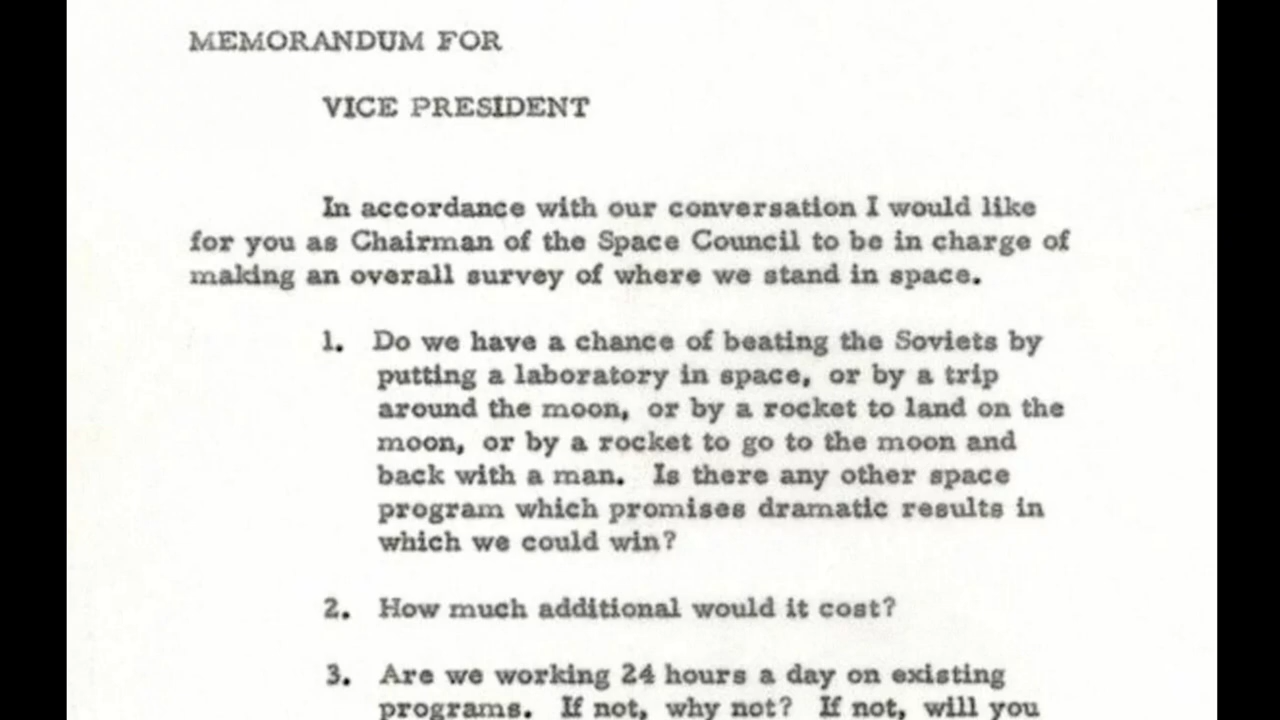 MEMORANDUM FOR
VICE PRESIDENT
In accordance with our conversation I would like
for you as Chairman of the Space Council to be in charge of
making an overall survey of where we stand in space.
1. Do we have a chance of beating the Soviets by
putting a laboratory in space, or by a trip
around the moon, or by a rocket to land on the
moon, or by a rocket to go to the moon and
back with a man. Is there any other space
program which promises dramatic results in
which we could win?
2. How much additional would it cost?
3. Are we working 24 hours a day on existing
programs. If not, why not? If not, will you